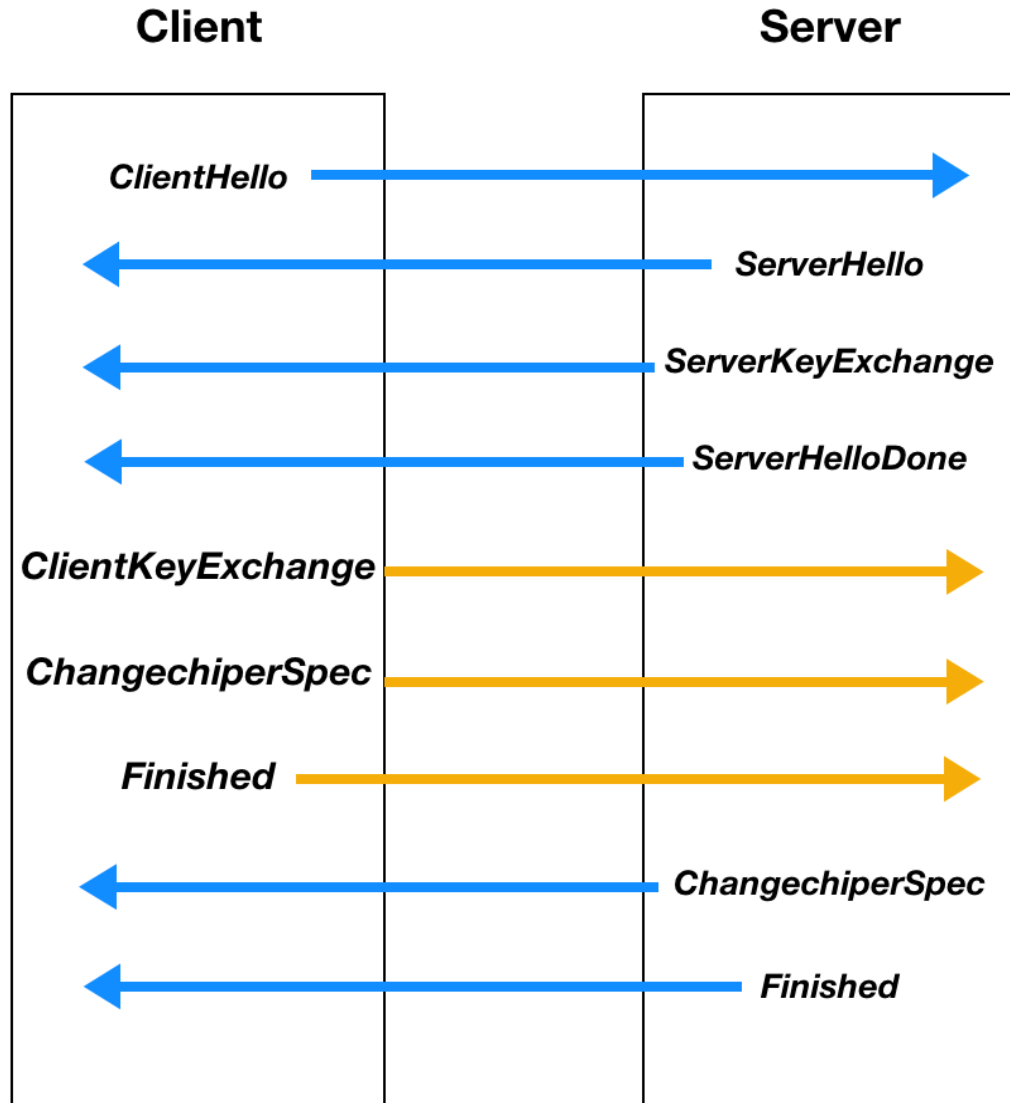 Client
Server
ClientHello
ServerHello
ServerKeyExchange
ServerHelloDone
ClientKeyExchange
ChangechiperSpec
Finished
ChangechiperSpec
Finished